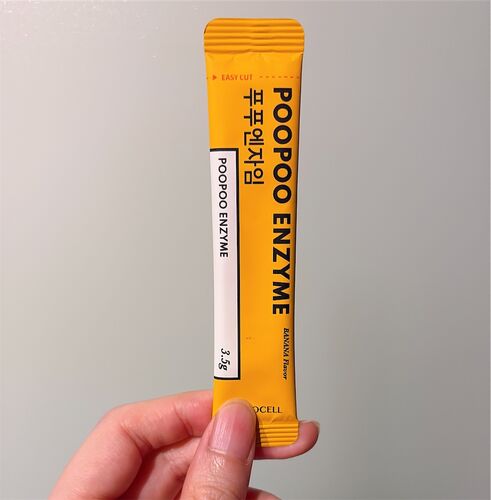 EASY CUT
POOPOO ENZYME
푸푸엔자임
POOPOO ENZYME
3.5g
BANANA Flavor